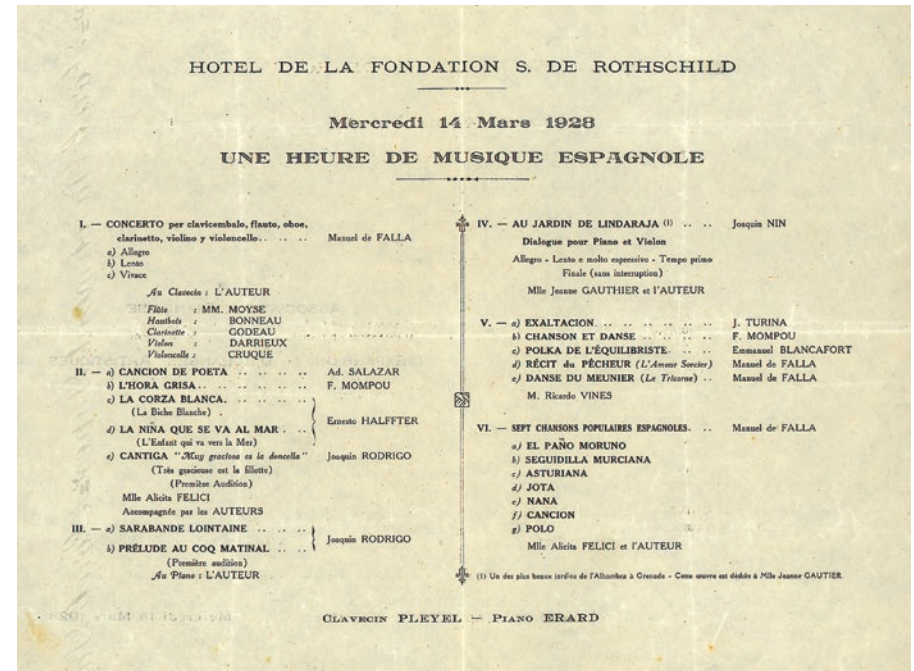 HOTEL DE LA FONDATION S. DE ROTHSCHILD
Mercredi 14 Mars 1928
UNE HEURE DE MUSIQUE ESPAGNOLE
I. — CONCERTO per clavicembalo, flauto, oboe,
clarinetto, violino y violoncello.. .. .. Manuel de FALLA
a) Allegro
b) Lento
c) Vivace
Au Clavecin : L'AUTEUR
Flûte : MM. MOYSE
Hautbois : BONNEAU
Clarinette : GODEAU
Violon : DARRIEUX
Violoncelle : CRUQUE
II. — a) CANCION DE POETA .. .. .. .. Ad. SALAZAR
b) L'HORA GRISA.. .. .. .. .. .. F. MOMPOU
c) LA CORZA BLANCA. .. .. .. ..
(La Biche Blanche) .
Ernesto HALFFTER
d) LA NIÑA QUE SE VA AL MAR . ..
(L'Enfant qui va vers la Mer)
e) CANTIGA "Muy graciosa es la doncella" Joaquin RODRIGO
(Très gracieuse est la fillette)
(Première Audition)
Mlle Alicita FELICI
Accompagnée par les AUTEURS
III. — a) SARABANDE LOINTAINE .. .. ..
Joaquin RODRIGO
b) PRÉLUDE AU COQ MATINAL .. ..
(Première audition)
Au Piano : L'AUTEUR
IV. — AU JARDIN DE LINDARAJA (1) .. .. Joaquin NIN
Dialogue pour Piano et Violon
Allegro - Lento e molto espressivo - Tempo primo
Finale (sans interruption)
Mlle Jeanne GAUTHIER et l'AUTEUR
V. — a) EXALTACION. .. .. .. .. .. .. J. TURINA
b) CHANSON ET DANSE .. .. .. .. F. MOMPOU
c) POLKA DE L'ÉQUILIBRISTE. .. .. Emmanuel BLANCAFORT
d) RÉCIT du PÊCHEUR (L'Amour Sorcier) .. Manuel de FALLA
e) DANSE DU MEUNIER (Le Tricorne) .. Manuel de FALLA
M. Ricardo VINES
VI. — SEPT CHANSONS POPULAIRES ESPAGNOLES. .. Manuel de FALLA
a) EL PAÑO MORUNO
b) SEGUIDILLA MURCIANA
c) ASTURIANA
d) JOTA
e) NANA
f) CANCION
g) POLO
Mlle Alicita FELICI et l'AUTEUR
(1) Un des plus beaux jardins de l'Alhambra à Grenade - Cette œuvre est dédiée à Mlle Jeanne GAUTIER.
CLAVECIN PLEYEL — PIANO ERARD